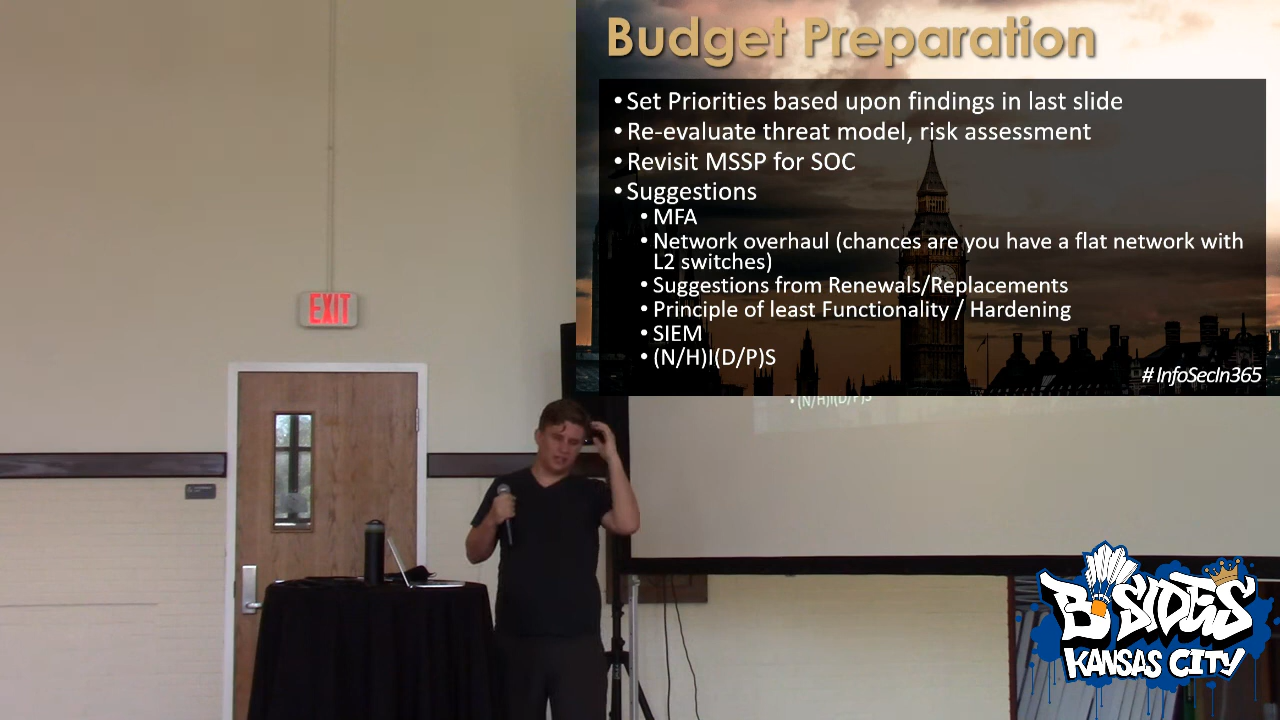 Budget Preparation
• Set Priorities based upon findings in last slide
• Re-evaluate threat model, risk assessment
• Revisit MSSP for SOC
• Suggestions
• MFA
• Network overhaul (chances are you have a flat network with
L2 switches)
• Suggestions from Renewals/Replacements
• Principle of least Functionality / Hardening
• SIEM
• (N/H)I(D/P)S
# InfoSecIn365
EXIT
• (N/H)I(D/P)S
B•SIDES
KANSAS CITY